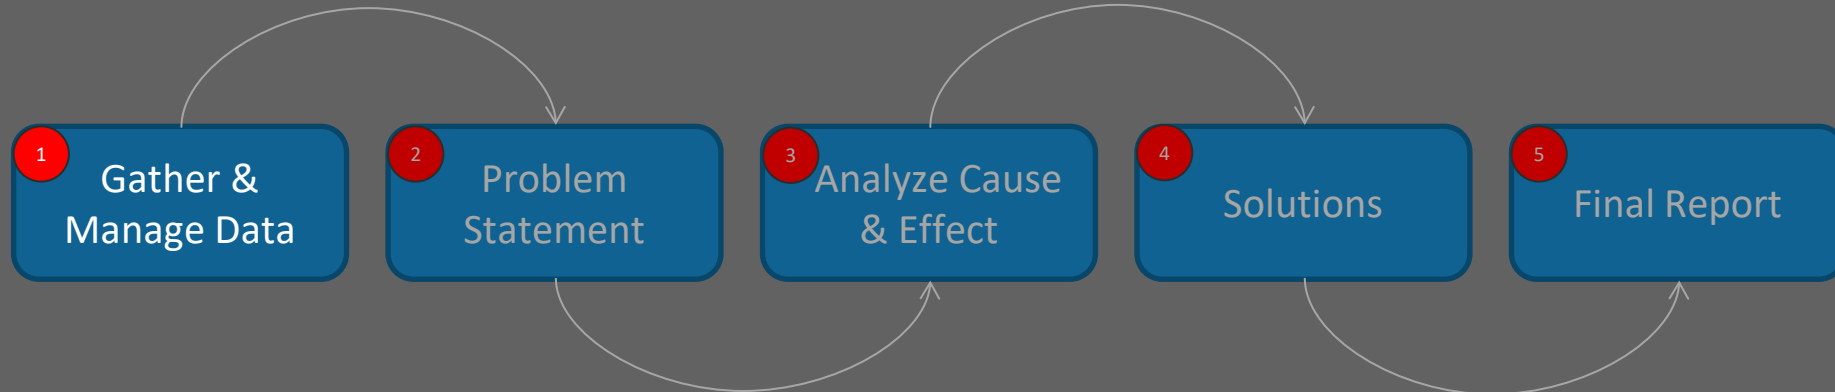 1
Gather &
Manage Data
2
Problem
Statement
3
Analyze Cause
& Effect
4
Solutions
5
Final Report